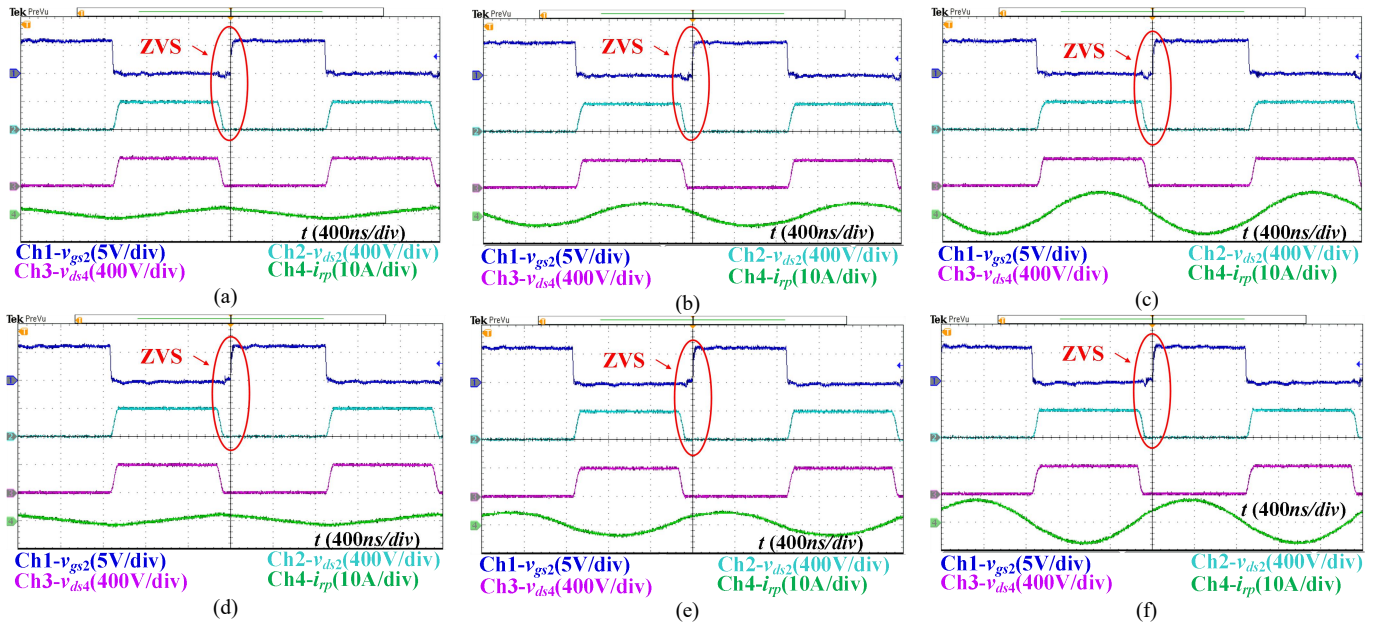 Tek PreVu
ZVS
t (400ns/div)
Ch1-vgs2(5V/div) Ch2-vds2(400V/div)
Ch3-vds4(400V/div) Ch4-irp(10A/div)
(a)
Tek PreVu
ZVS
t (400ns/div)
Ch1-vgs2(5V/div) Ch2-vds2(400V/div)
Ch3-vds4(400V/div) Ch4-irp(10A/div)
(b)
Tek PreVu
ZVS
t (400ns/div)
Ch1-vgs2(5V/div) Ch2-vds2(400V/div)
Ch3-vds4(400V/div) Ch4-irp(10A/div)
(c)
Tek PreVu
ZVS
t (400ns/div)
Ch1-vgs2(5V/div) Ch2-vds2(400V/div)
Ch3-vds4(400V/div) Ch4-irp(10A/div)
(d)
Tek PreVu
ZVS
t (400ns/div)
Ch1-vgs2(5V/div) Ch2-vds2(400V/div)
Ch3-vds4(400V/div) Ch4-irp(10A/div)
(e)
Tek PreVu
ZVS
t (400ns/div)
Ch1-vgs2(5V/div) Ch2-vds2(400V/div)
Ch3-vds4(400V/div) Ch4-irp(10A/div)
(f)